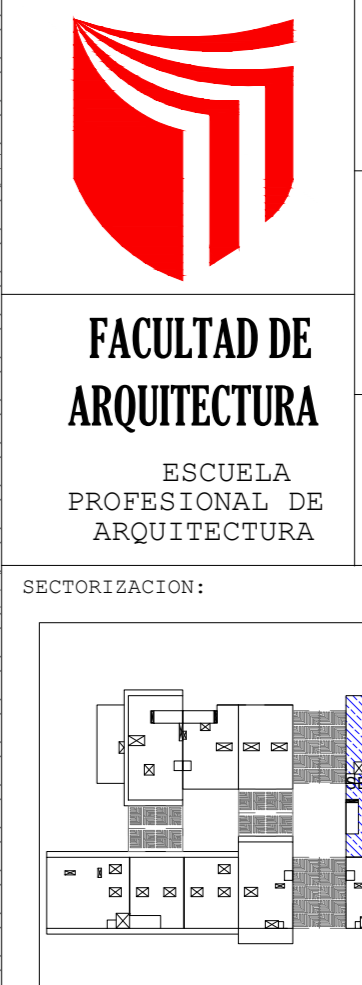 FACULTAD DE
ARQUITECTURA
ESCUELA
PROFESIONAL DE
ARQUITECTURA
SECTORIZACION: